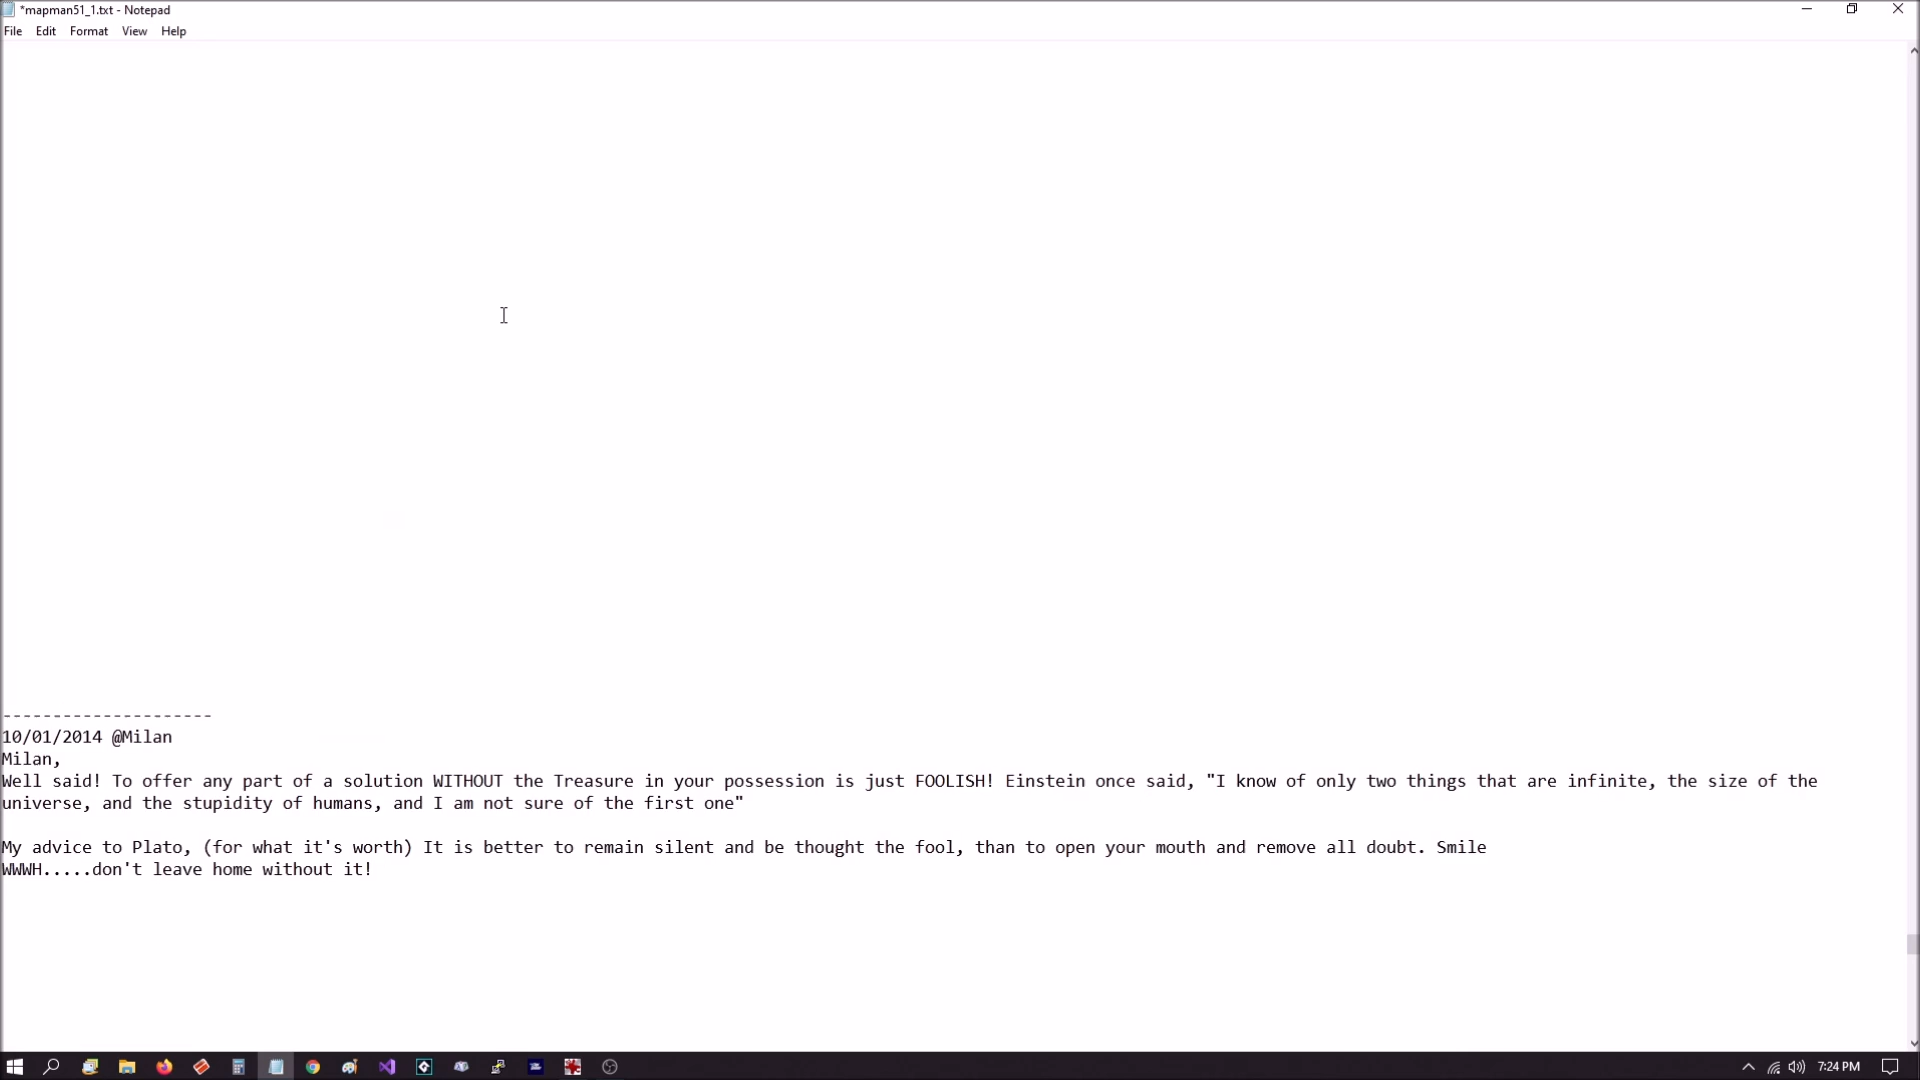 *mapman51_1.txt - Notepad
File Edit Format View Help
---------------------
10/01/2014 @Milan
Milan,
Well said! To offer any part of a solution WITHOUT the Treasure in your possession is just FOOLISH! Einstein once said, "I know of only two things that are infinite, the size of the
universe, and the stupidity of humans, and I am not sure of the first one"
My advice to Plato, (for what it's worth) It is better to remain silent and be thought the fool, than to open your mouth and remove all doubt. Smile
WWWH.....don't leave home without it!
7:24 PM